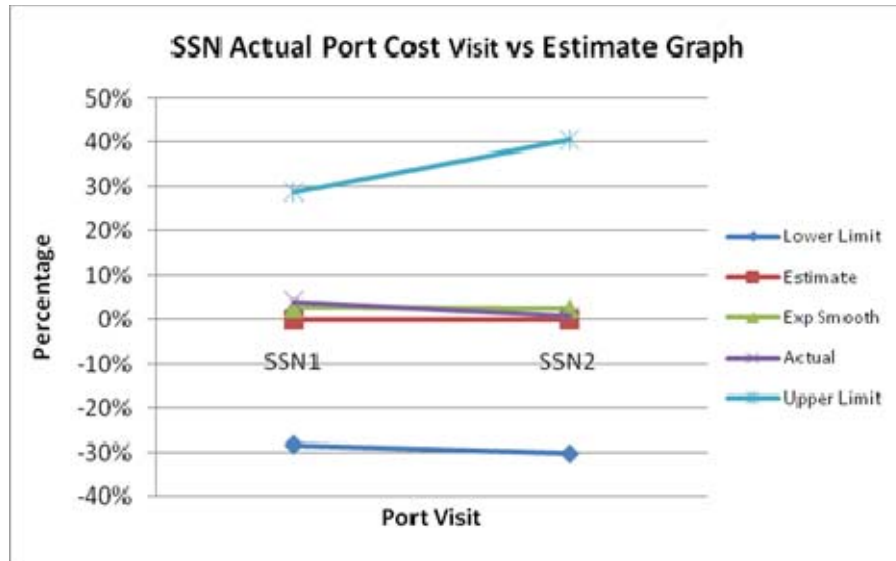 SSN Actual Port Cost Visit vs Estimate Graph
50%
40%
30%
20%
10%
0%
-10%
-20%
-30%
-40%
Percentage
SSN1
SSN2
Port Visit
Lower Limit
Estimate
Exp Smooth
Actual
Upper Limit